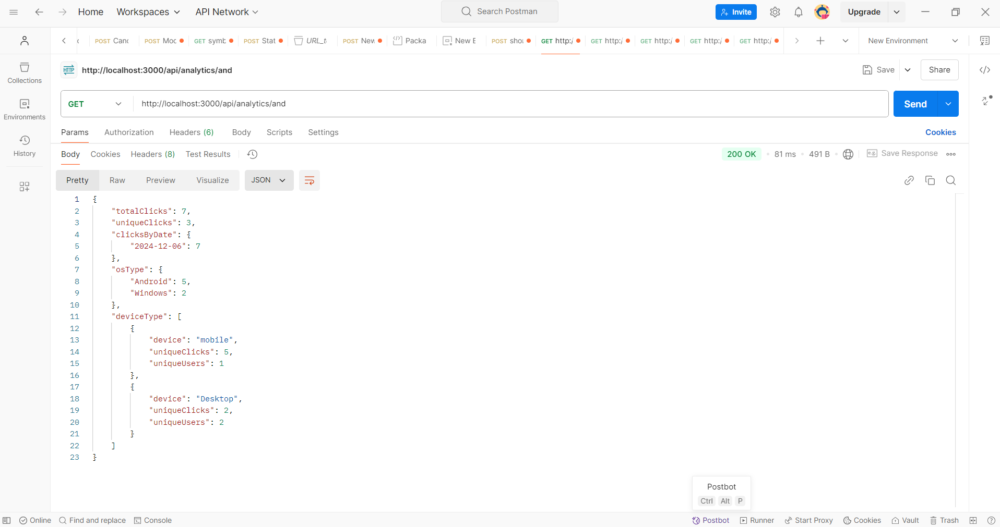 Home Workspaces API Network Search Postman Invite Upgrade
POST Canc POST Moc GET symb POST Stat URL_t POST New Packa New E POST shou GET http:/ GET http:/ GET http:/ GET http:/ GET http:/ New Environment
HTTP http://localhost:3000/api/analytics/and Save Share
Collections
GET http://localhost:3000/api/analytics/and Send
Environments
Params Authorization Headers (6) Body Scripts Settings Cookies
History
Body Cookies Headers (8) Test Results 200 OK 81 ms 491 B e.g. Save Response
Pretty Raw Preview Visualize JSON
1 {
2 "totalClicks": 7,
3 "uniqueClicks": 3,
4 "clicksByDate": {
5 "2024-12-06": 7
6 },
7 "osType": {
8 "Android": 5,
9 "Windows": 2
10 },
11 "deviceType": [
12 {
13 "device": "mobile",
14 "uniqueClicks": 5,
15 "uniqueUsers": 1
16 },
17 {
18 "device": "Desktop",
19 "uniqueClicks": 2,
20 "uniqueUsers": 2
21 }
22 ]
23 }
Postbot
Ctrl Alt P
Online Find and replace Console Postbot Runner Start Proxy Cookies Vault Trash